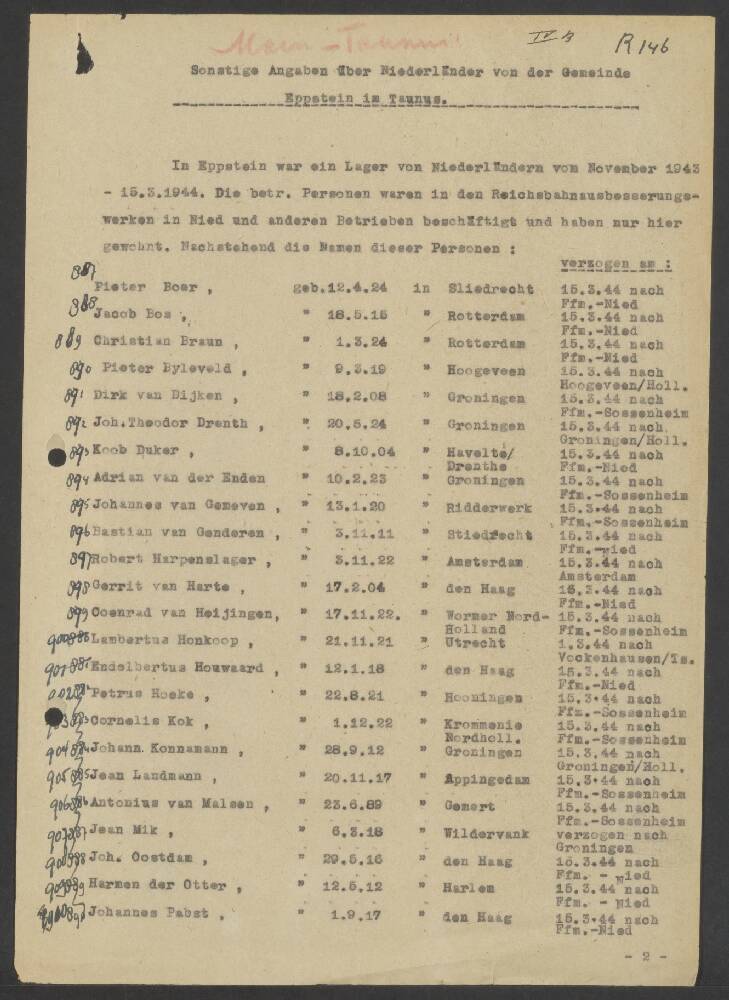 Main-Taunus
IV B
R 146
Sonstige Angaben über Niederländer von der Gemeinde
Eppstein im Taunus.
In Eppstein war ein Lager von Niederländern vom November 1943
- 15.3.1944. Die betr. Personen waren in den Reichsbahnausbesserungs-
werken in Nied und anderen Betrieben beschäftigt und haben nur hier
gewohnt. Nachstehend die Namen dieser Personen :
verzogen am :
887 Pieter Boer , geb.12.4.24 in Sliedrecht 15.3.44 nach
Ffm.-Nied
888 Jacob Bos , " 18.5.15 " Rotterdam 15.3.44 nach
Ffm.-Nied
889 Christian Braun , " 1.3.24 " Rotterdam 15.3.44 nach
Ffm.-Nied
890 Pieter Byleveld , " 9.3.19 " Hoogeveen 15.3.44 nach
Hoogeveen/Holl.
891 Dirk van Dijken , " 18.2.08 " Groningen 15.3.44 nach
Ffm.-Sossenheim
892 Joh.Theodor Drenth , " 20.5.24 " Groningen 15.3.44 nach
Groningen/Holl.
893 Koob Duker , " 8.10.04 " Havelte/ 15.3.44 nach
Drenthe Ffm.-Nied
894 Adrian van der Enden " 10.2.23 " Groningen 15.3.44 nach
Ffm.-Sossenheim
895 Johannes van Gemeven , " 13.1.20 " Ridderwerk 15.3.44 nach
Ffm.-Sossenheim
896 Bastian van Genderen , " 3.11.11 " Stiedrecht 15.3.44 nach
Ffm.-Nied
897 Robert Harpenslager , " 3.11.22 " Amsterdam 15.3.44 nach
Amsterdam
898 Gerrit van Harte , " 17.2.04 " den Haag 15.3.44 nach
Ffm.-Nied
899 Coenrad van Heijingen, " 17.11.22. " Wormer Nord- 15.3.44 nach
Holland Ffm.-Sossenheim
900 Lambertus Honkoop , " 21.11.21 " Utrecht 1.3.44 nach
Vockenhausen/Ts.
901 Endelbertus Houwaard , " 12.1.18 " den Haag 15.3.44 nach
Ffm.-Nied
902 Petrus Hoeke , " 22.8.21 " Hooningen 15.3.44 nach
Ffm.-Sossenheim
Cornelis Kok , " 1.12.22 " Krommenie 15.3.44 nach
Nordholl. Ffm.-Sossenheim
904 Johann Konnamann , " 28.9.12 " Groningen 15.3.44 nach
Groningen/Holl.
905 Jean Landmann , " 20.11.17 " Appingedam 15.3.44 nach
Ffm.-Sossenheim
906 Antonius van Malsen , " 23.6.89 " Gemert 15.3.44 nach
Ffm.-Sossenheim
907 Jean Mik , " 6.3.18 " Wildervank verzogen nach
Groningen
908 Joh. Oostdam , " 29.5.16 " den Haag 15.3.44 nach
Ffm. - Nied
909 Harmen der Otter , " 12.5.12 " Harlem 15.3.44 nach
Ffm. - Nied
910 Johannes Pabst , " 1.9.17 " den Haag 15.3.44 nach
Ffm.-Nied
- 2 -